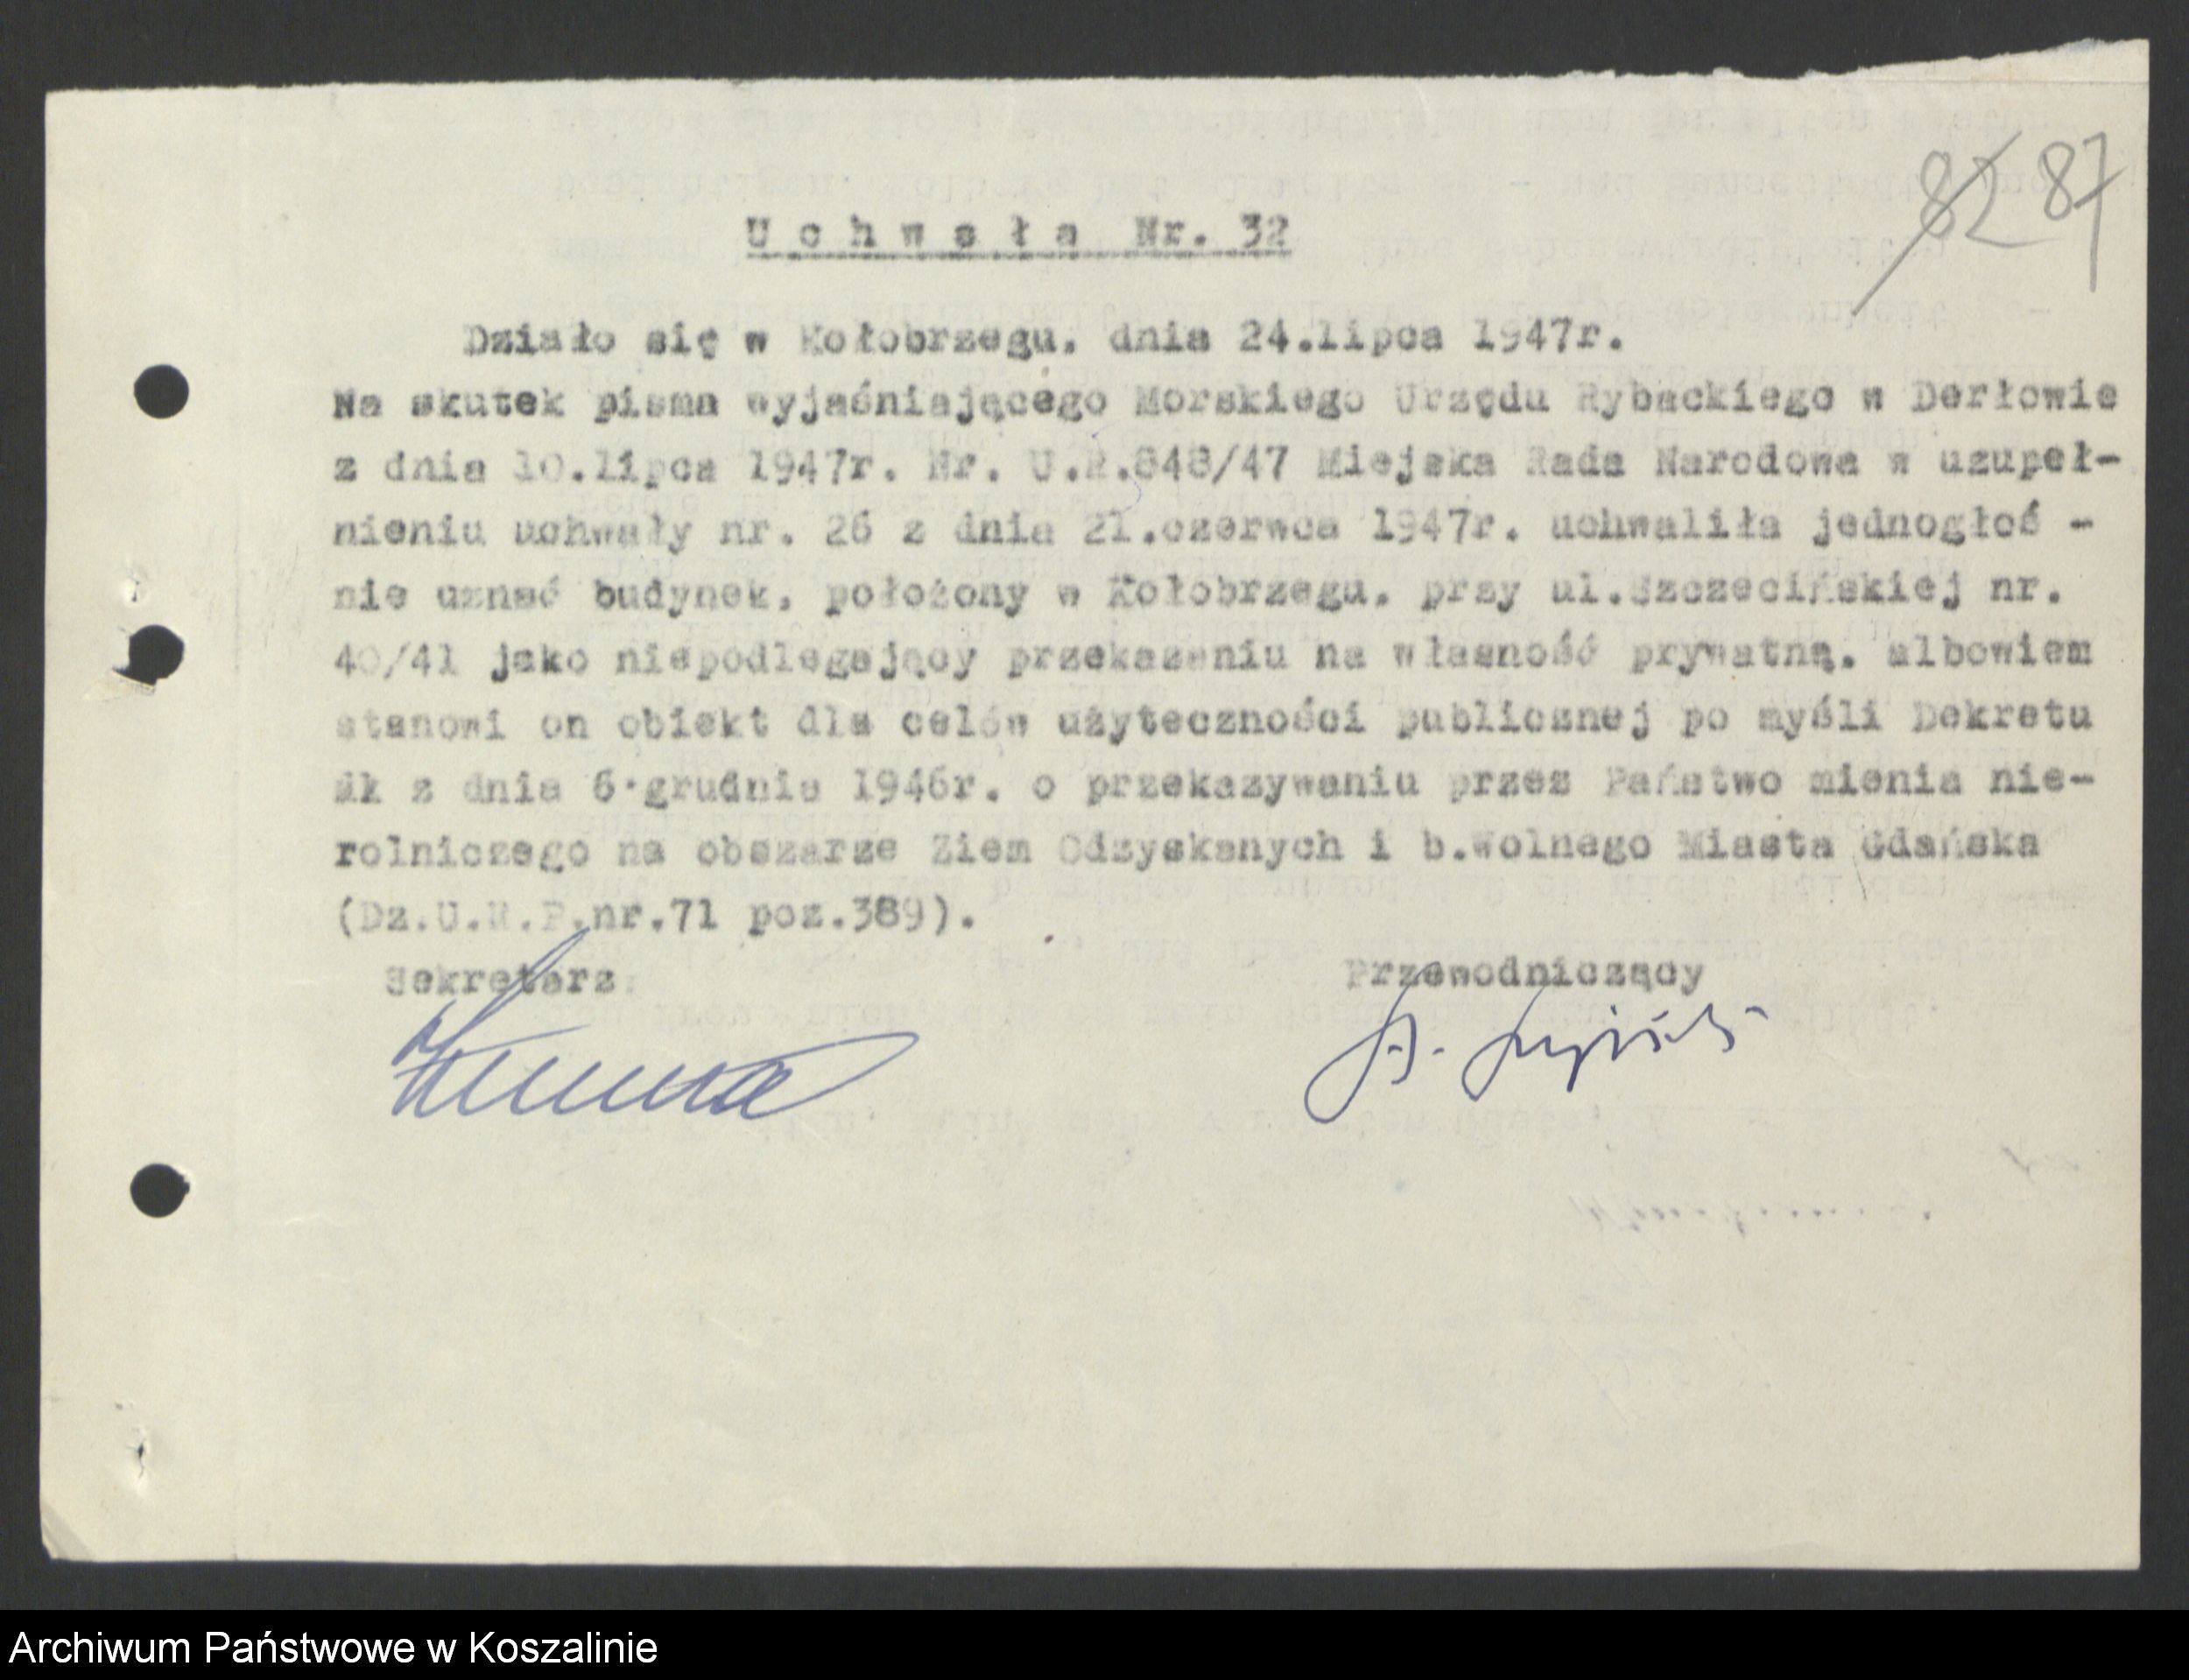 82 87
Uchwała Nr. 32
Działo się w Kołobrzegu, dnia 24.lipca 1947r.
Na skutek pisma wyjaśniającego Morskiego Urzędu Rybackiego w Derłowie
z dnia 10.lipca 1947r. Nr. U.R.848/47 Miejska Rada Narodowa w uzupeł-
nieniu uchwały nr. 26 z dnia 21.czerwca 1947r. uchwaliła jednogłoś -
nie uznać budynek, położony w Kołobrzegu, przy ul.Szczecińskiej nr.
40/41 jako niepodlegający przekazaniu na własność prywatną, albowiem
stanowi on obiekt dla celów użyteczności publicznej po myśli Dekretu
z dnia 6.grudnia 1946r. o przekazywaniu przez Państwo mienia nie-
rolniczego na obszarze Ziem Odzyskanych i b.Wolnego Miasta Gdańska
(Dz.U.R.P.nr.71 poz.389).
Sekretarz Przewodniczący
Archiwum Państwowe w Koszalinie